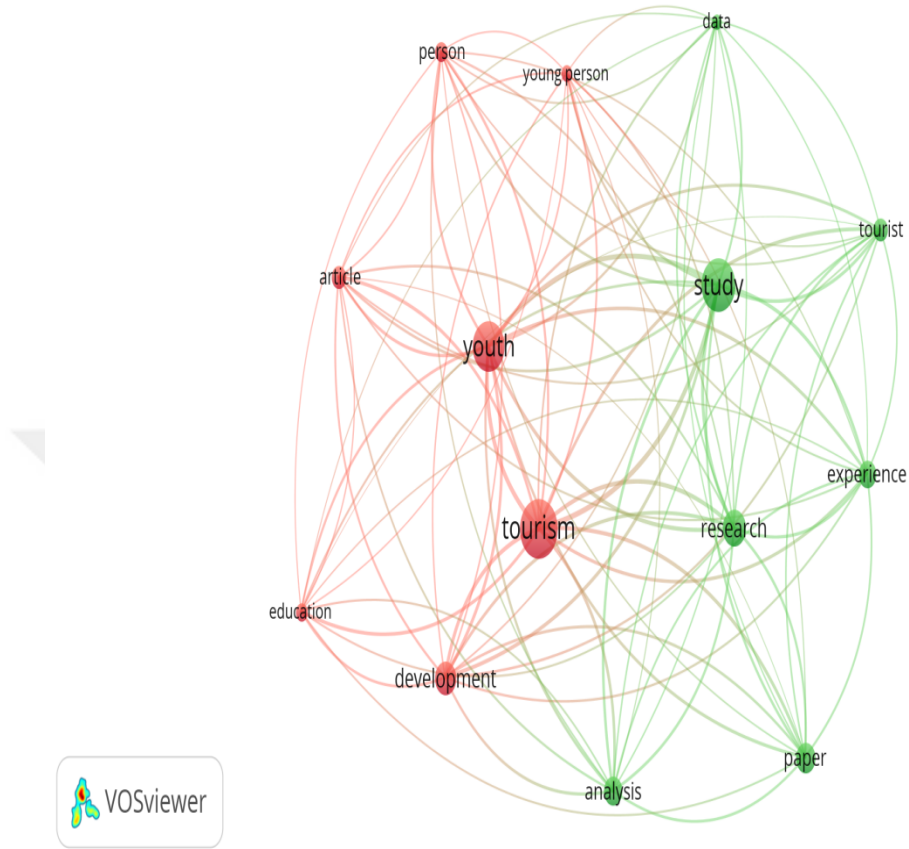 data
person
young person
tourist
article
study
youth
experience
tourism
research
education
development
paper
analysis
VOSviewer